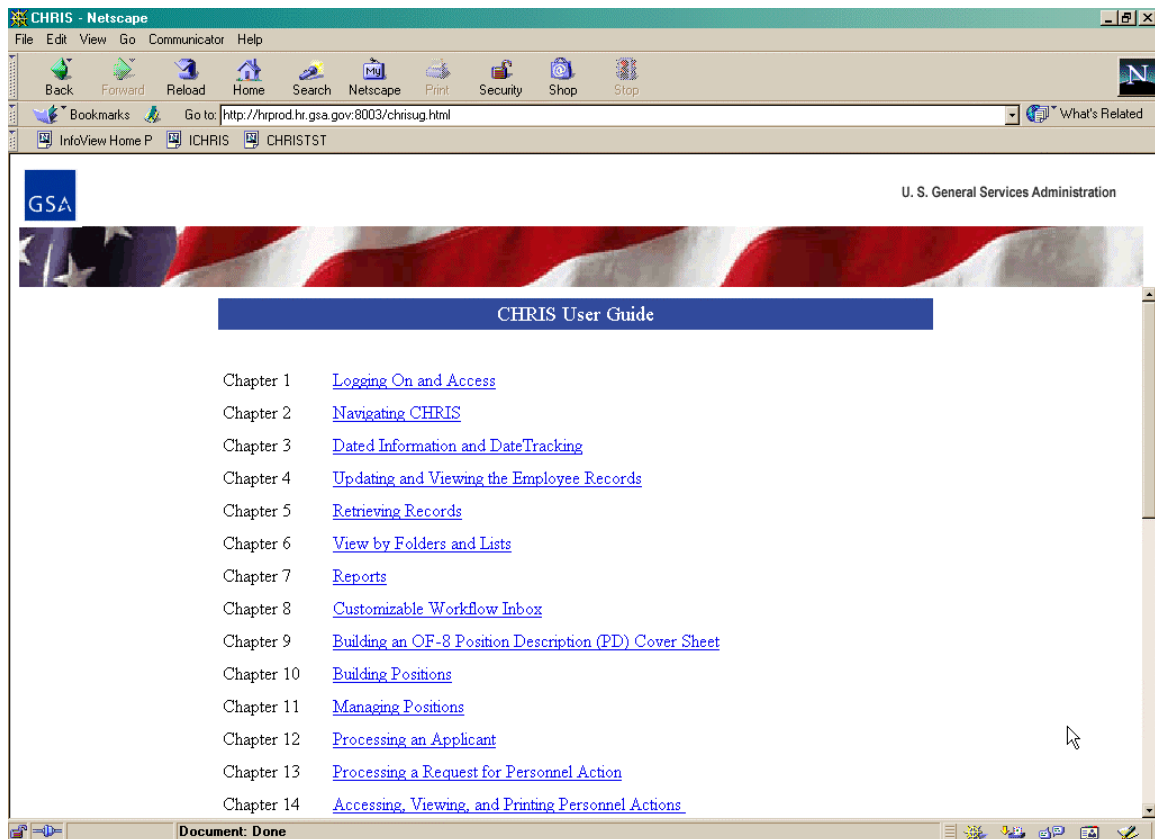 CHRIS - Netscape
File Edit View Go Communicator Help
My
N
Back Forward Reload Home Search Netscape Print Security Shop Stop
Bookmarks Go to: http://hrprod.hr.gsa.gov:8003/chrisug.html What's Related
InfoView Home P ICHRIS CHRISTST
GSA
U. S. General Services Administration
CHRIS User Guide
Chapter 1 Logging On and Access
Chapter 2 Navigating CHRIS
Chapter 3 Dated Information and DateTracking
Chapter 4 Updating and Viewing the Employee Records
Chapter 5 Retrieving Records
Chapter 6 View by Folders and Lists
Chapter 7 Reports
Chapter 8 Customizable Workflow Inbox
Chapter 9 Building an OF-8 Position Description (PD) Cover Sheet
Chapter 10 Building Positions
Chapter 11 Managing Positions
Chapter 12 Processing an Applicant
Chapter 13 Processing a Request for Personnel Action
Chapter 14 Accessing, Viewing, and Printing Personnel Actions
Document: Done